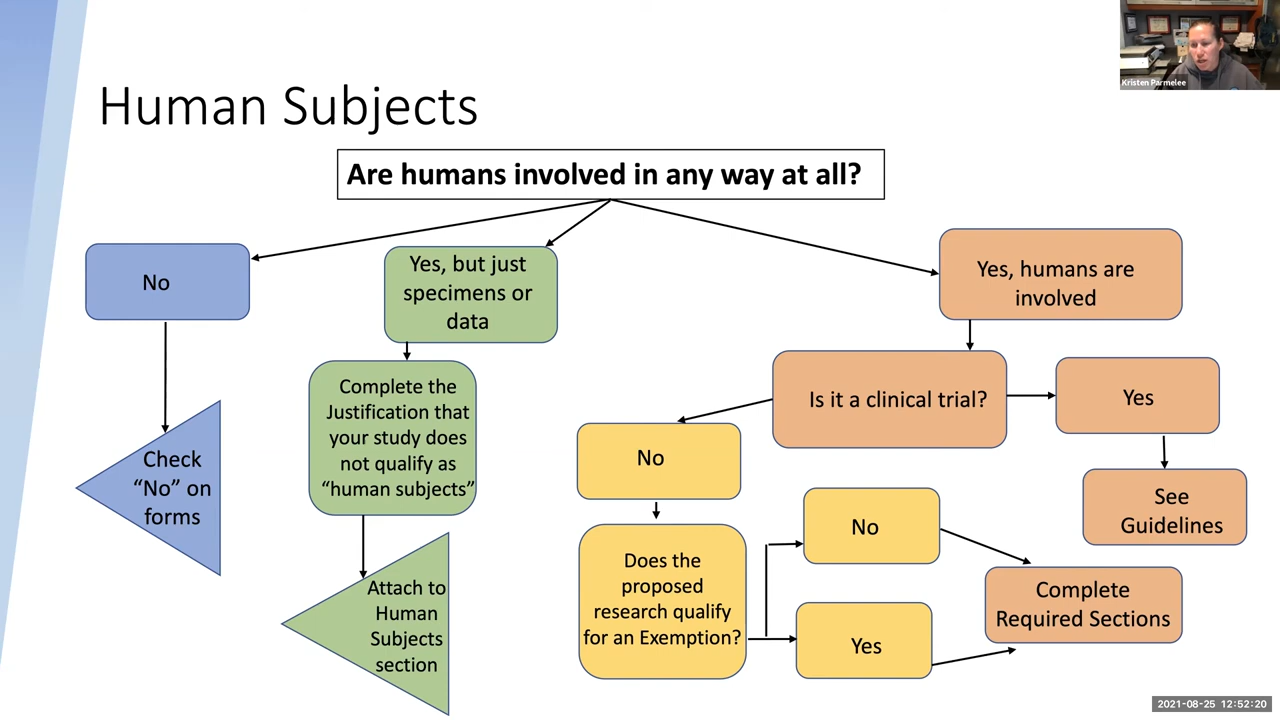 Kristen Parmelee
Human Subjects
Are humans involved in any way at all?
No
Yes, but just
specimens or
data
Yes, humans are
involved
Complete the
Justification that
your study does
not qualify as
“human subjects”
Is it a clinical trial?
Yes
Check
“No” on
forms
No
See
Guidelines
No
Does the
proposed
research qualify
for an Exemption?
Attach to
Human
Subjects
section
Complete
Required Sections
Yes
2021-08-25 12:52:20